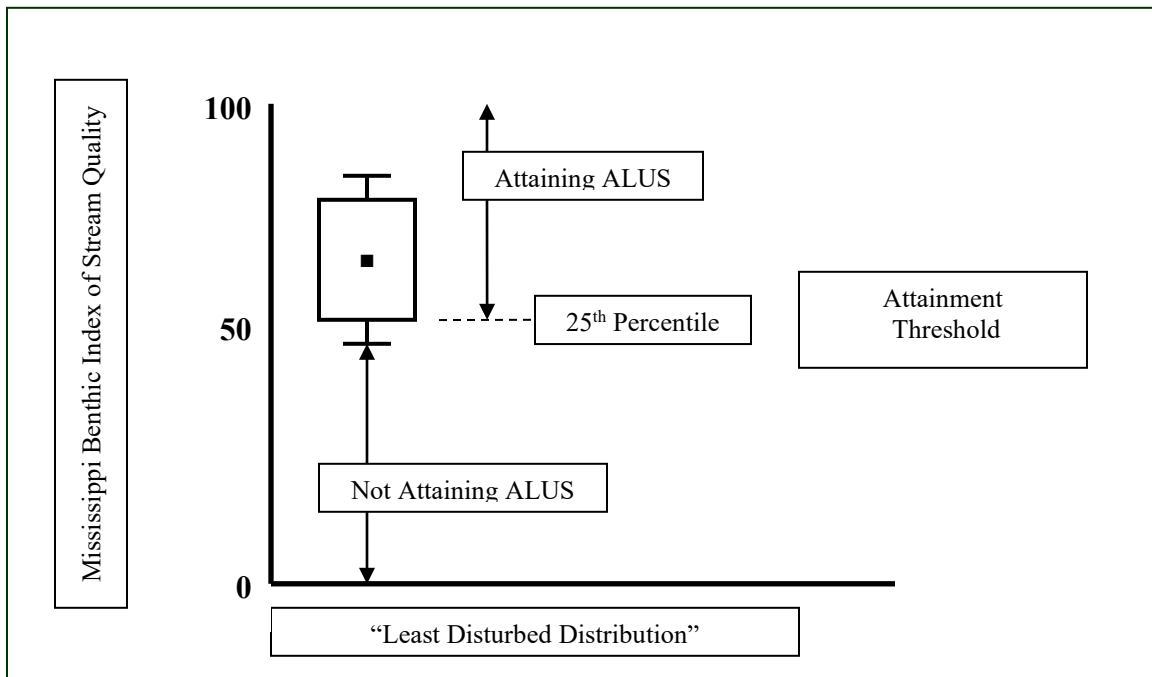 Mississippi Benthic Index of Stream Quality
100
50
0
Attaining ALUS
25th Percentile
Attainment
Threshold
Not Attaining ALUS
“Least Disturbed Distribution”